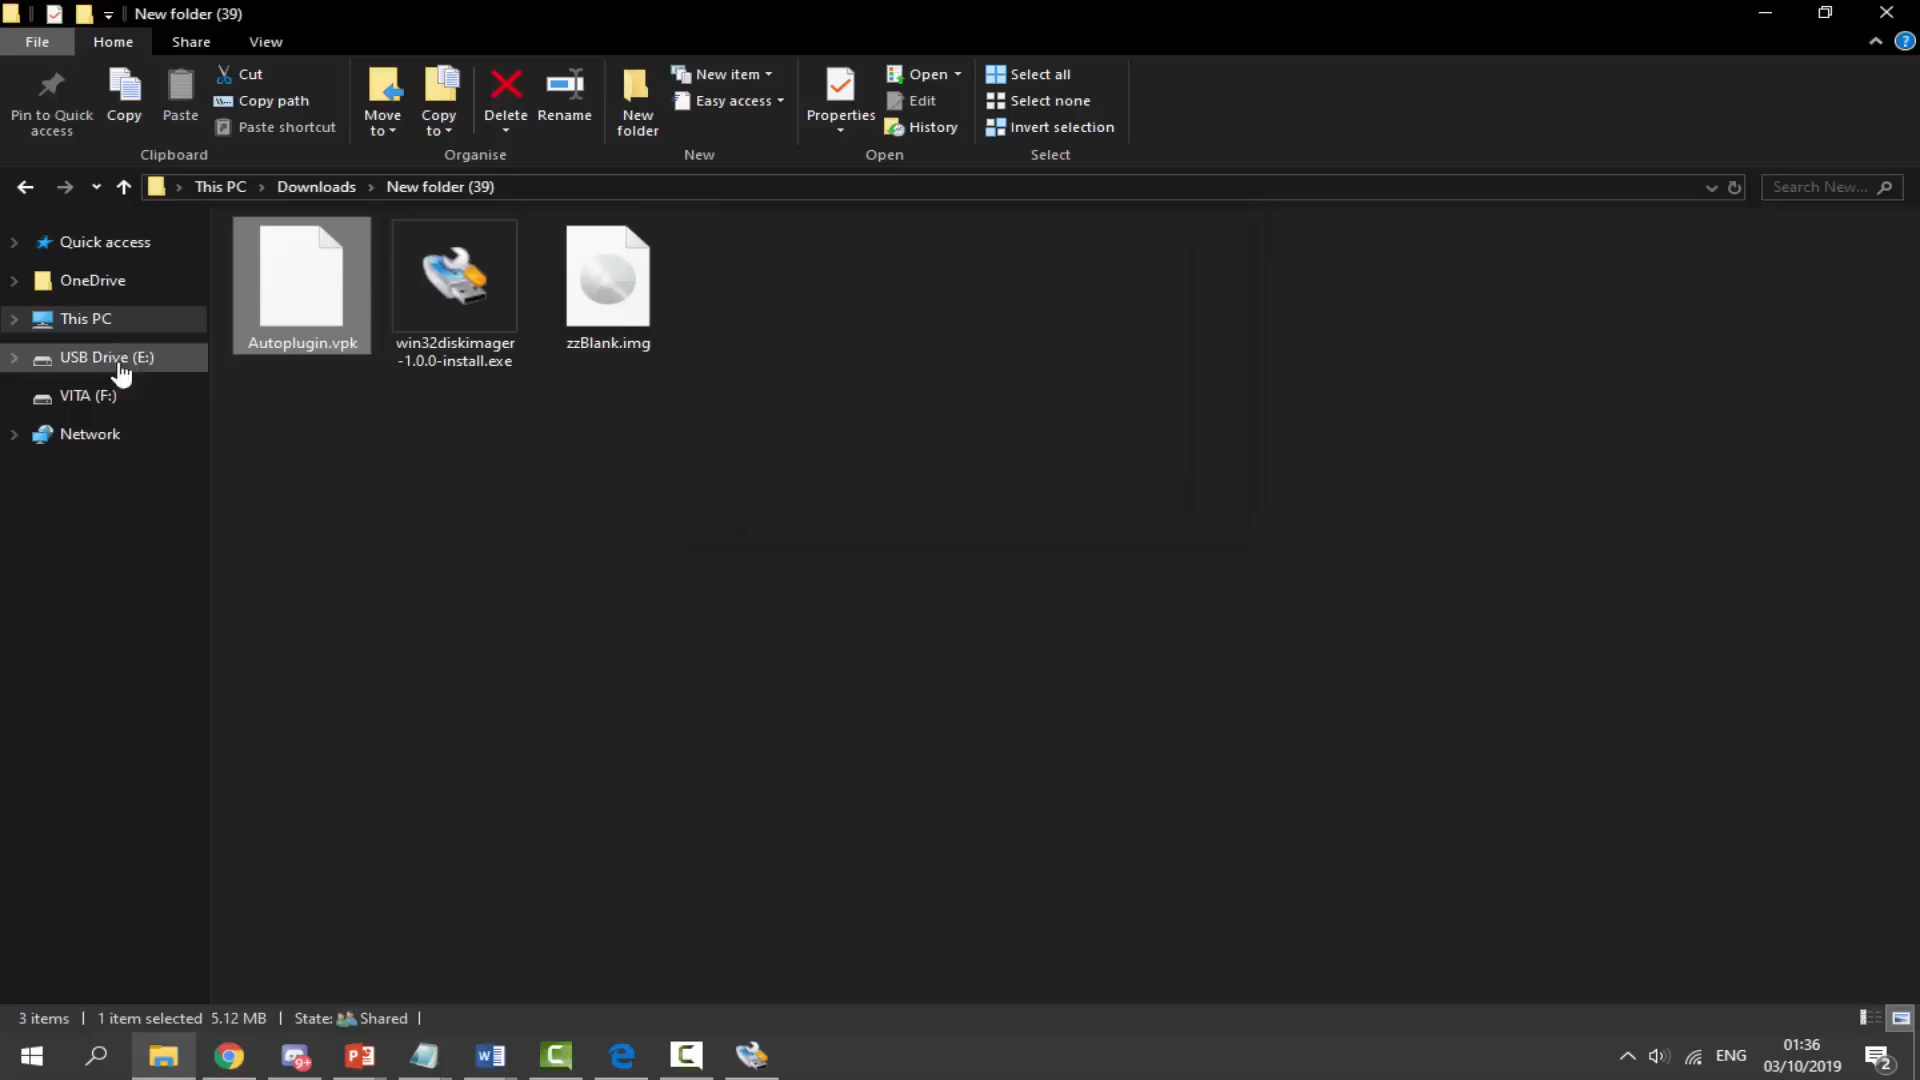 New folder (39)
File Home Share View
Pin to Quick access
Copy
Paste
Cut
Copy path
Paste shortcut
Clipboard
Move to
Copy to
Delete
Rename
Organise
New folder
New item
Easy access
New
Properties
Open
Edit
History
Open
Select all
Select none
Invert selection
Select
This PC > Downloads > New folder (39)
Search New...
Quick access
OneDrive
This PC
USB Drive (E:)
VITA (F:)
Network
Autoplugin.vpk
win32diskimager
-1.0.0-install.exe
zzBlank.img
3 items 1 item selected 5.12 MB State: Shared
9+
ENG
01:36
03/10/2019
2